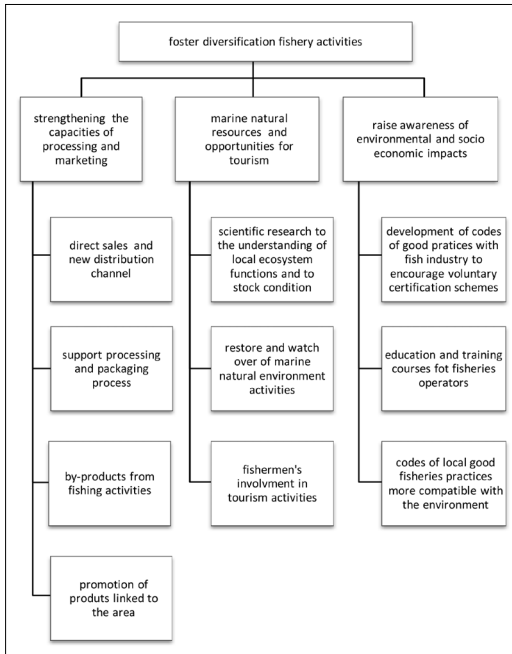 foster diversification fishery activities
strengthening the
capacities of
processing and
marketing
marine natural
resources and
opportunities for
tourism
raise awareness of
environmental and socio
economic impacts
direct sales and
new distribution
channel
scientific research to
the understanding of
local ecosystem
functions and to
stock condition
development of codes
of good pratices with
fish industry to
encourage voluntary
certification schemes
support processing
and packaging
process
restore and watch
over of marine
natural environment
activities
education and training
courses fot fisheries
operators
by-products from
fishing activities
fishermen's
involvment in
tourism activities
codes of local good
fisheries practices
more compatible with
the environment
promotion of
produts linked to
the area